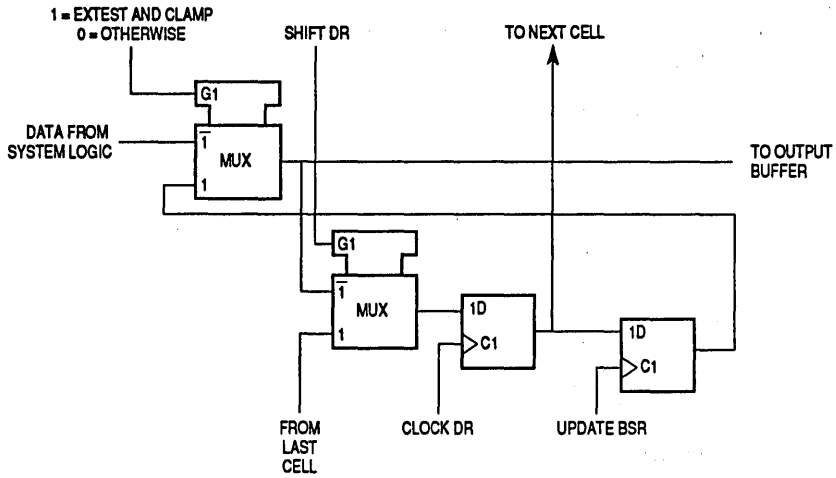 1 = EXTEST AND CLAMP
0 = OTHERWISE
SHIFT DR
TO NEXT CELL
G1
DATA FROM
SYSTEM LOGIC
1
MUX
1
TO OUTPUT
BUFFER
G1
1
MUX
1
1D
C1
1D
C1
FROM
LAST
CELL
CLOCK DR
UPDATE BSR